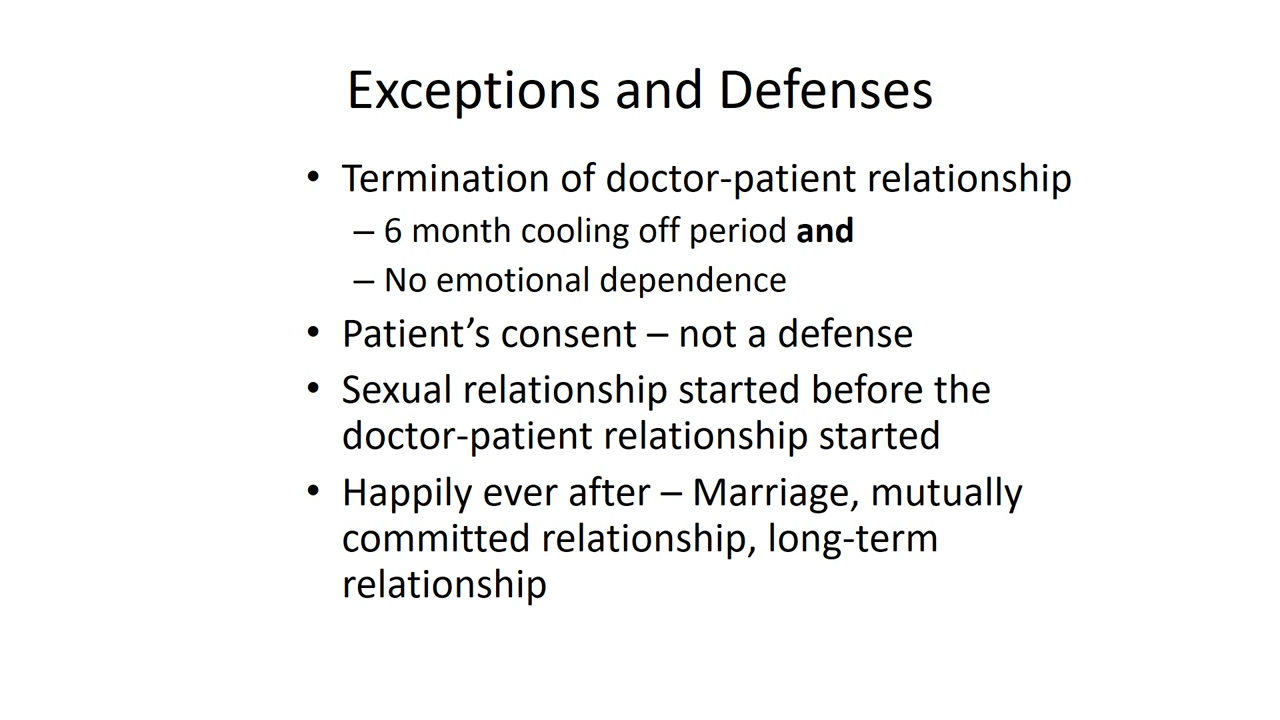 Exceptions and Defenses
• Termination of doctor-patient relationship
– 6 month cooling off period and
– No emotional dependence
• Patient’s consent – not a defense
• Sexual relationship started before the
doctor-patient relationship started
• Happily ever after – Marriage, mutually
committed relationship, long-term
relationship